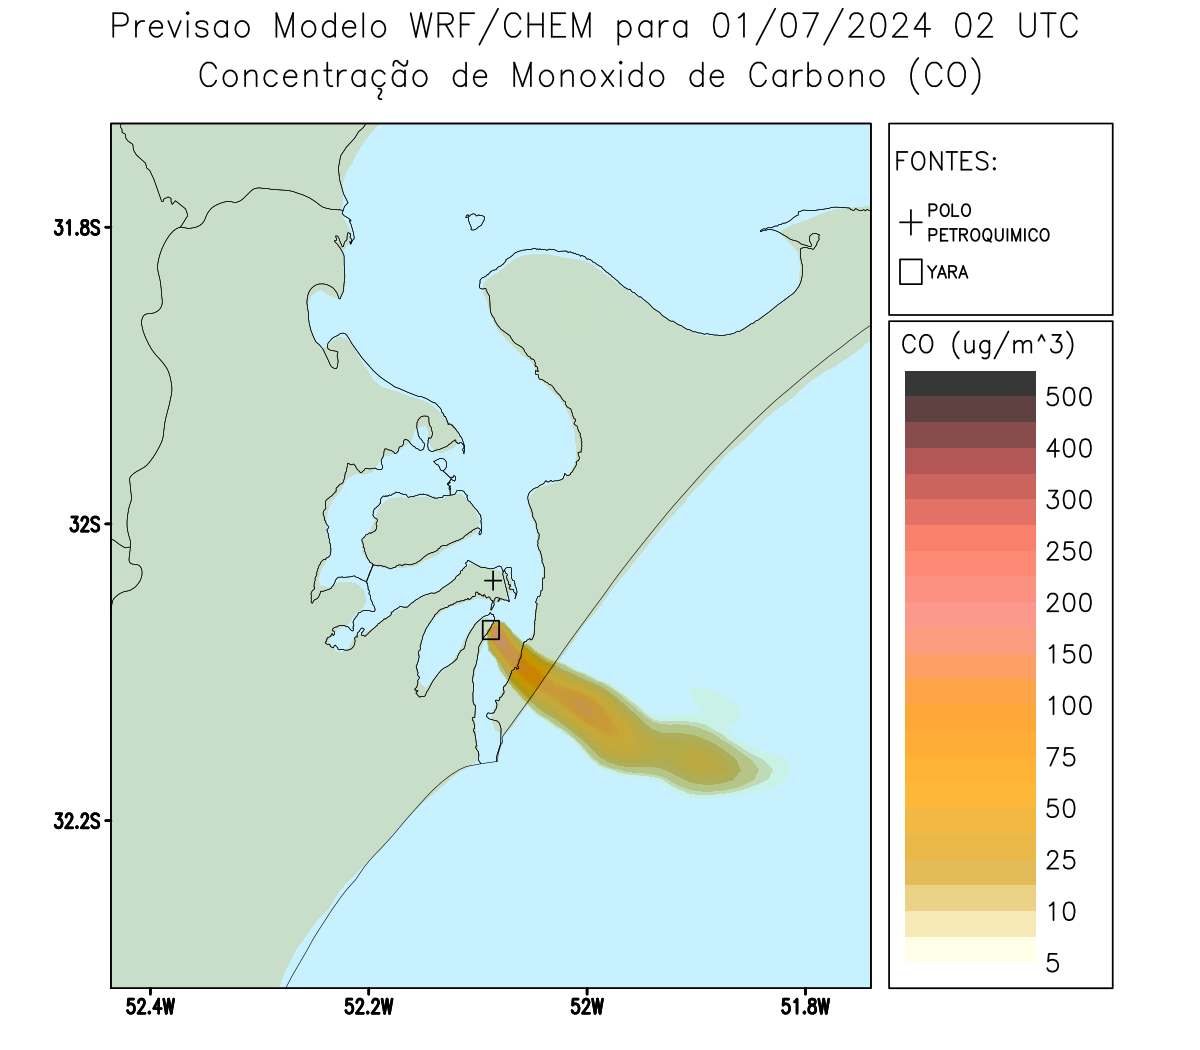 Previsao Modelo WRF/CHEM para 01/07/2024 02 UTC
Concentração de Monoxido de Carbono (CO)
FONTES:
POLO
PETROQUIMICO
YARA
CO (ug/m^3)
500
400
300
250
200
150
100
75
50
25
10
5
31.8S
32S
32.2S
52.4W
52.2W
52W
51.8W